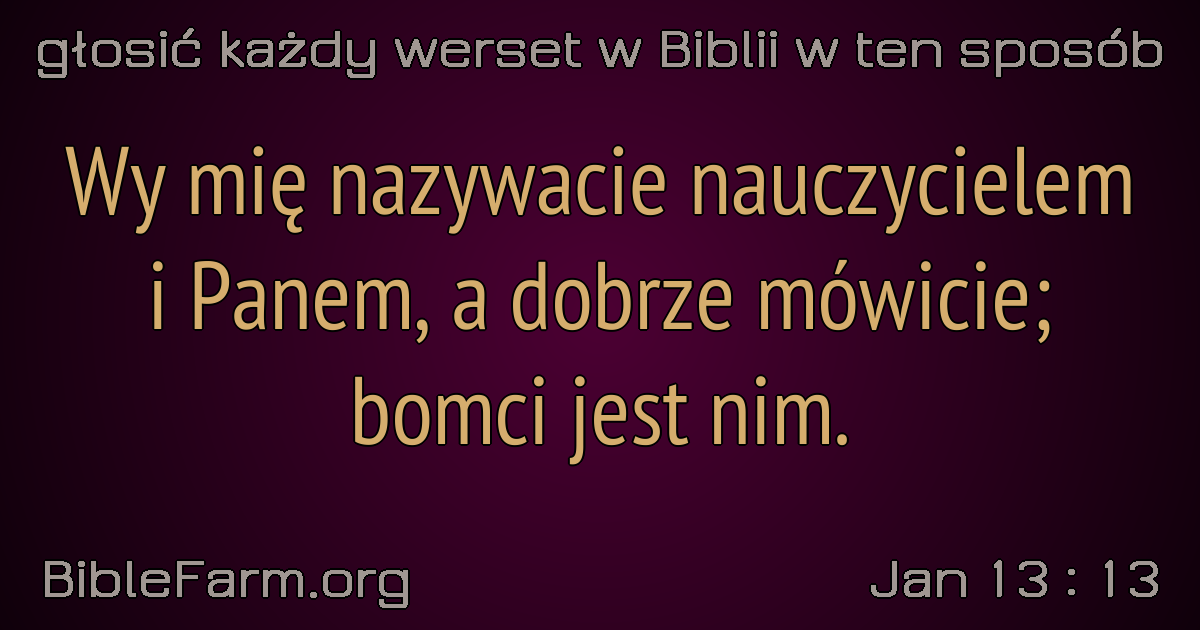 głosić każdy werset w Biblii w ten sposób
Wy mię nazywacie nauczycielem
i Panem, a dobrze mówicie;
bomci jest nim.
BibleFarm.org
Jan 13 : 13